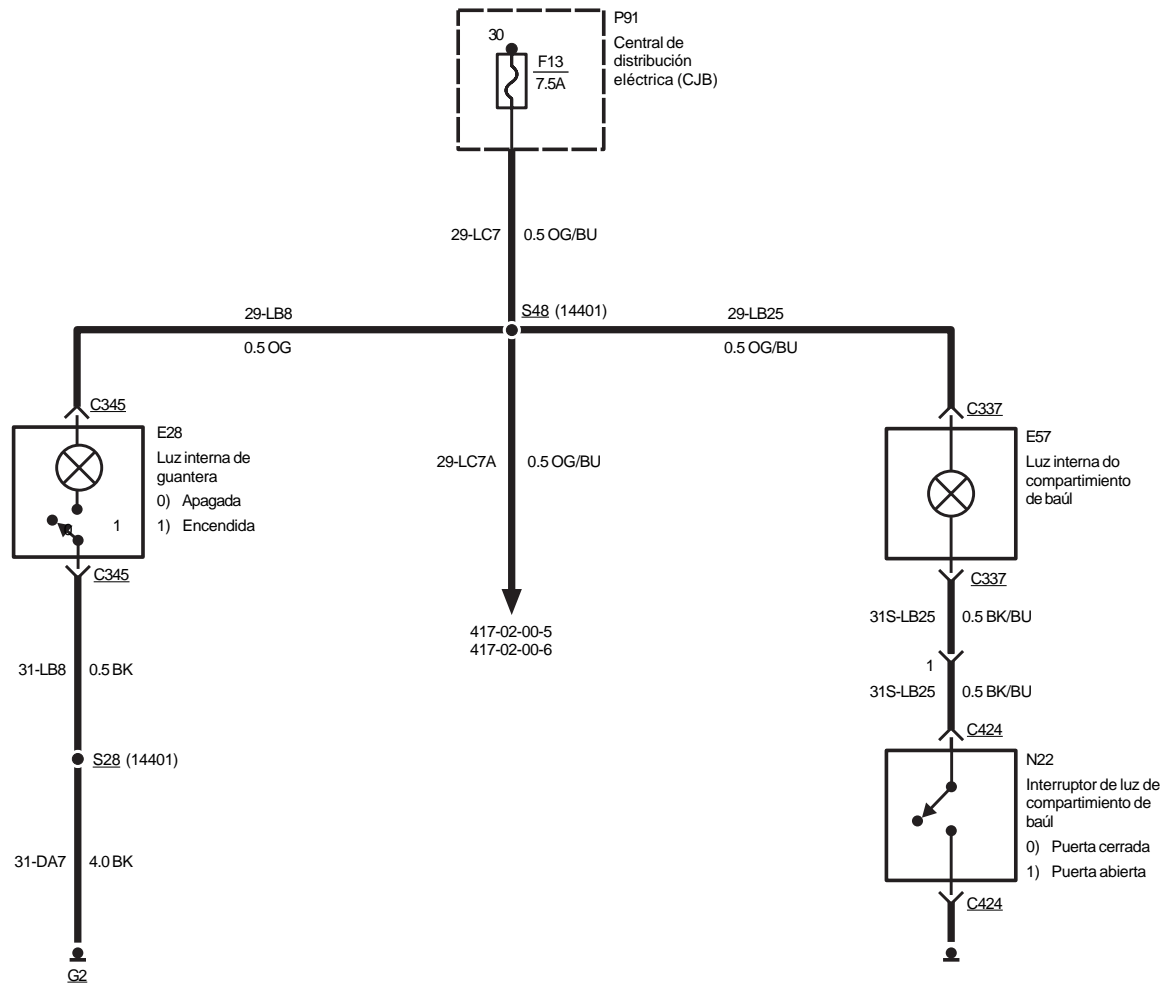 P91
30
Central de
distribución
eléctrica (CJB)
F13
7.5A
29-LC7
0.5 OG/BU
29-LB8
S48 (14401)
29-LB25
0.5 OG
0.5 OG/BU
C345
C337
E28
Luz interna de
guantera
0) Apagada
1) Encendida
1
29-LC7A
0.5 OG/BU
E57
Luz interna do
compartimiento
de baúl
C345
C337
417-02-00-5
417-02-00-6
31S-LB25
0.5 BK/BU
31-LB8
0.5 BK
1
31S-LB25
0.5 BK/BU
C424
S28 (14401)
N22
Interruptor de luz de
compartimiento de
baúl
0) Puerta cerrada
1) Puerta abierta
31-DA7
4.0 BK
C424
G2